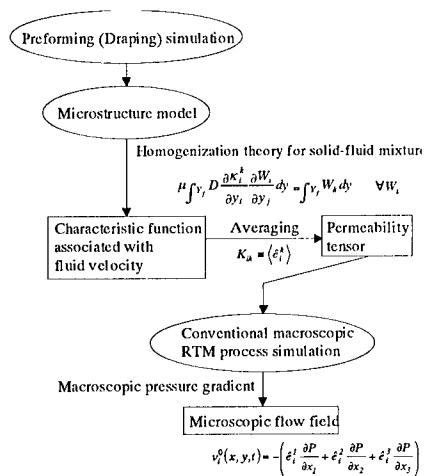 Preforming (Draping) simulation
Microstructure model
Homogenization theory for solid-fluid mixture
μ∫Y_f D ∂κ_i^k/∂y_i ∂W_i/∂y_j dy = ∫Y_f W_k dy ∀W_i
Characteristic function
associated with
fluid velocity
Averaging
K_ik ≡ ⟨ĉ_i^k⟩
Permeability
tensor
Conventional macroscopic
RTM process simulation
Macroscopic pressure gradient
Microscopic flow field
v_i^0(x, y, t) = -(ĉ_i^1 ∂P/∂x_1 + ĉ_i^2 ∂P/∂x_2 + ĉ_i^3 ∂P/∂x_3)